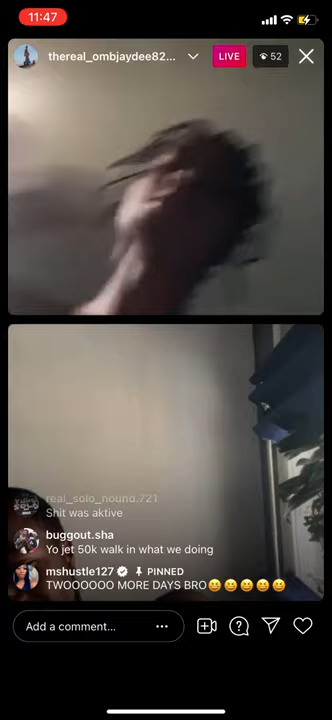 11:47
thereal_ombjaydee82...
LIVE
52
real_solo_hound.721
Shit was aktive
buggout.sha
Yo jet 50k walk in what we doing
mshustle127 PINNED
TWOOOOOO MORE DAYS BRO😆😆😆😆😆
Add a comment...